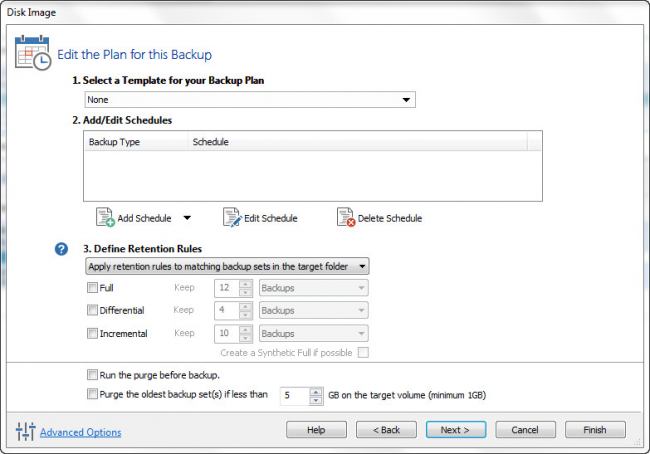 Disk Image
Edit the Plan for this Backup
1. Select a Template for your Backup Plan
None
2. Add/Edit Schedules
Backup Type Schedule
Add Schedule Edit Schedule Delete Schedule
3. Define Retention Rules
Apply retention rules to matching backup sets in the target folder
Full Keep 12 Backups
Differential Keep 4 Backups
Incremental Keep 10 Backups
Create a Synthetic Full if possible
Run the purge before backup.
Purge the oldest backup set(s) if less than 5 GB on the target volume (minimum 1GB)
Advanced Options Help < Back Next > Cancel Finish